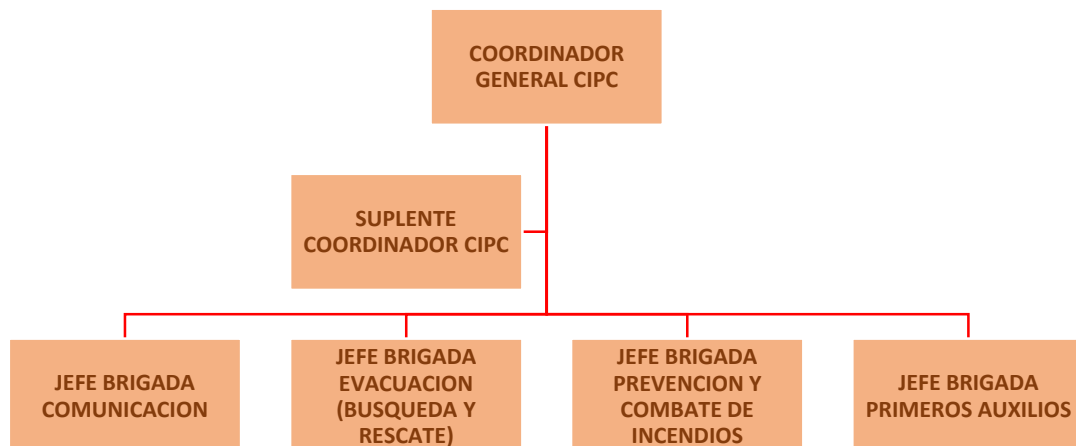 COORDINADOR
GENERAL CIPC
SUPLENTE
COORDINADOR CIPC
JEFE BRIGADA
COMUNICACION
JEFE BRIGADA
EVACUACION
(BUSQUEDA Y
RESCATE)
JEFE BRIGADA
PREVENCION Y
COMBATE DE
INCENDIOS
JEFE BRIGADA
PRIMEROS AUXILIOS